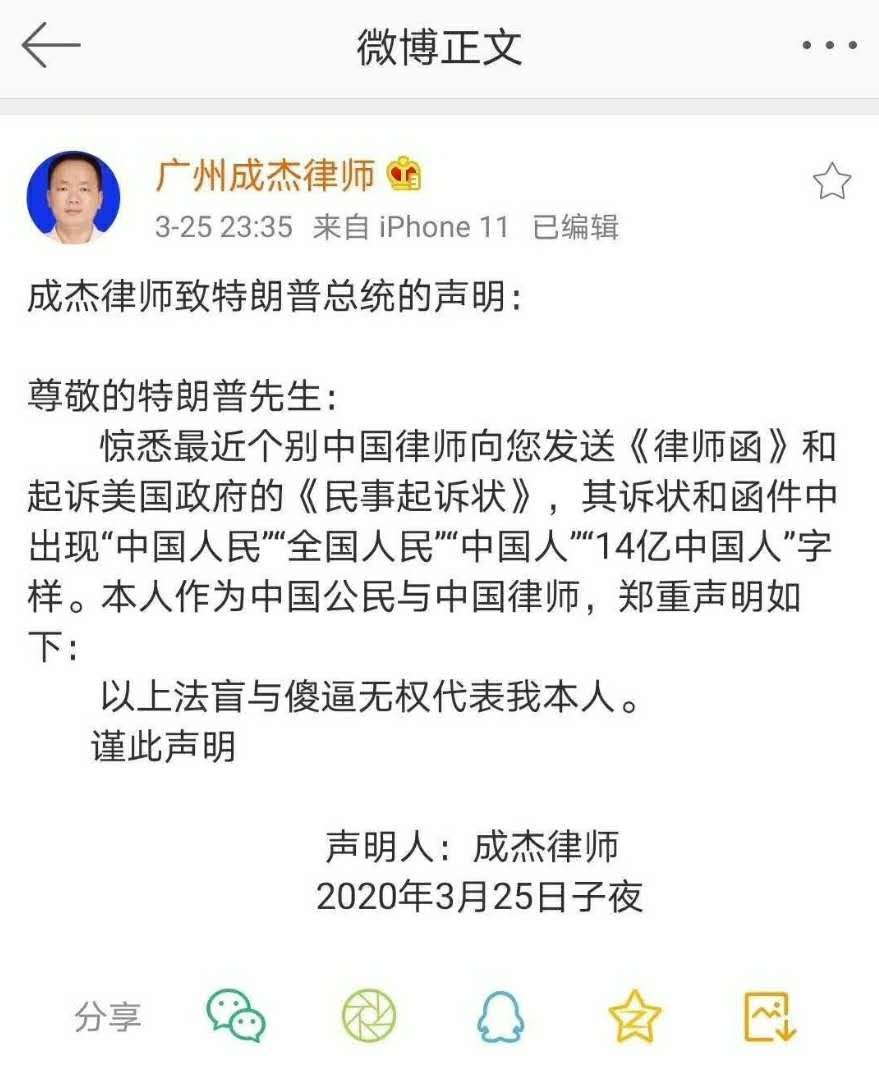 微博正文
广州成杰律师
3-25 23:35 来自 iPhone 11 已编辑
成杰律师致特朗普总统的声明：
尊敬的特朗普先生：
惊悉最近个别中国律师向您发送《律师函》和
起诉美国政府的《民事起诉状》，其诉状和函件中
出现“中国人民”“全国人民”“中国人”“14亿中国人”字
样。本人作为中国公民与中国律师，郑重声明如
下：
以上法盲与傻逼无权代表我本人。
谨此声明
声明人：成杰律师
2020年3月25日子夜
分享